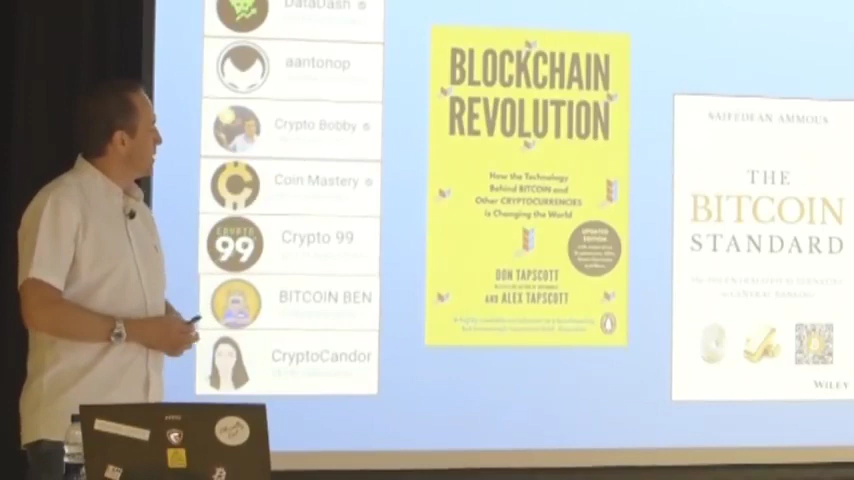 DataDash
aantonop
Crypto Bobby
Coin Mastery
CRYPTO
99
Crypto 99
BITCOIN BEN
CryptoCandor
BLOCKCHAIN
REVOLUTION
How the Technology
Behind BITCOIN and
Other CRYPTOCURRENCIES
is Changing the World
UPDATED
EDITION
DON TAPSCOTT
AND ALEX TAPSCOTT
SAIFEDEAN AMMOUS
THE
BITCOIN
STANDARD
WILEY